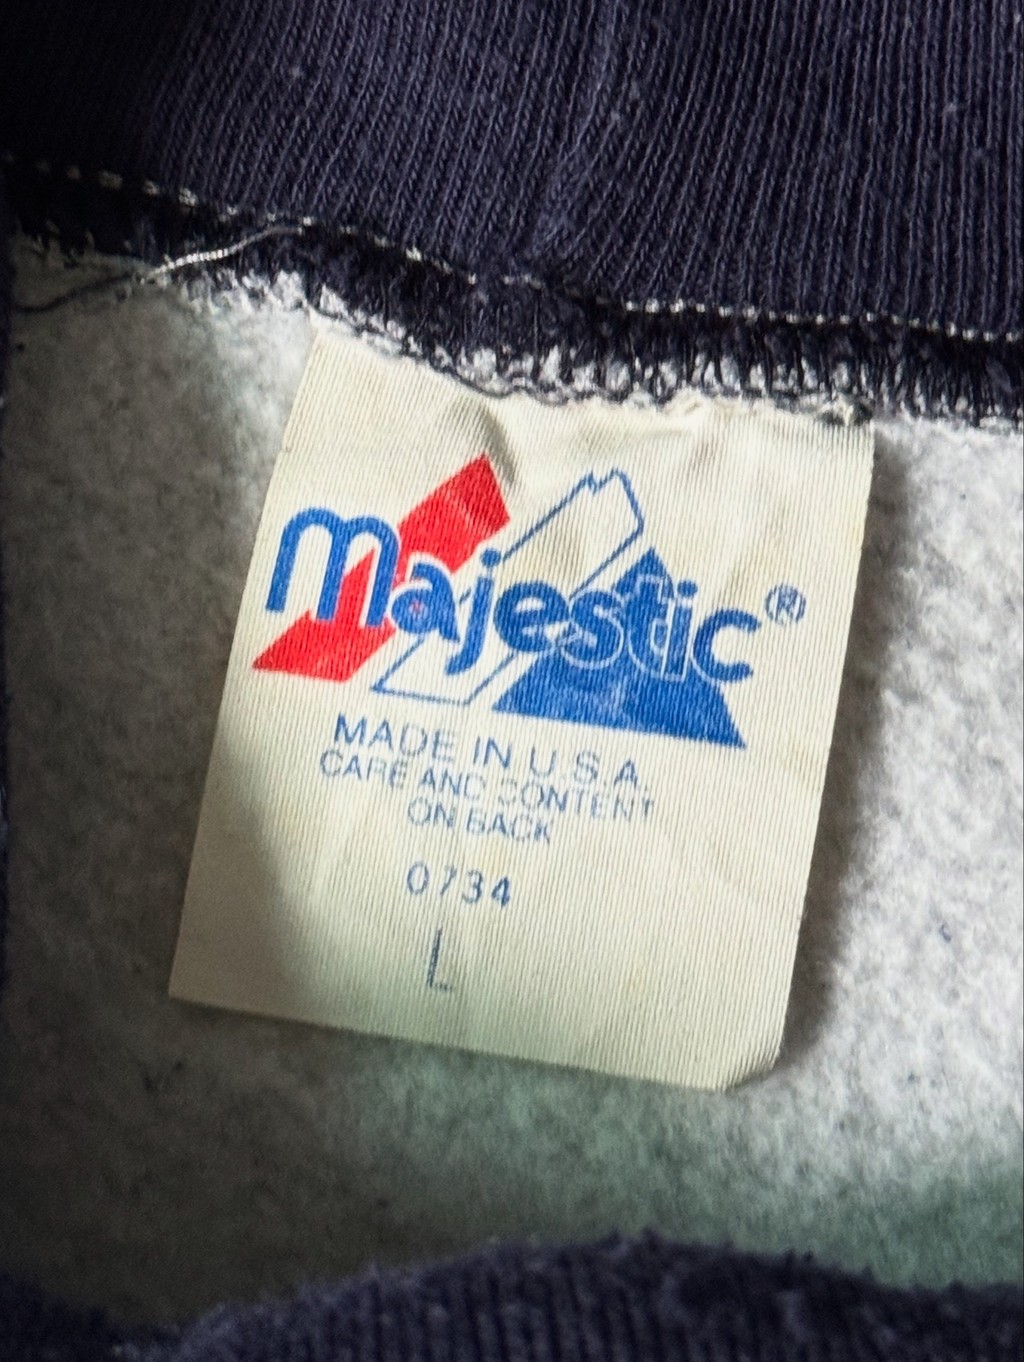 majestic®
MADE IN U.S.A.
CARE AND CONTENT
ON BACK
0734
L